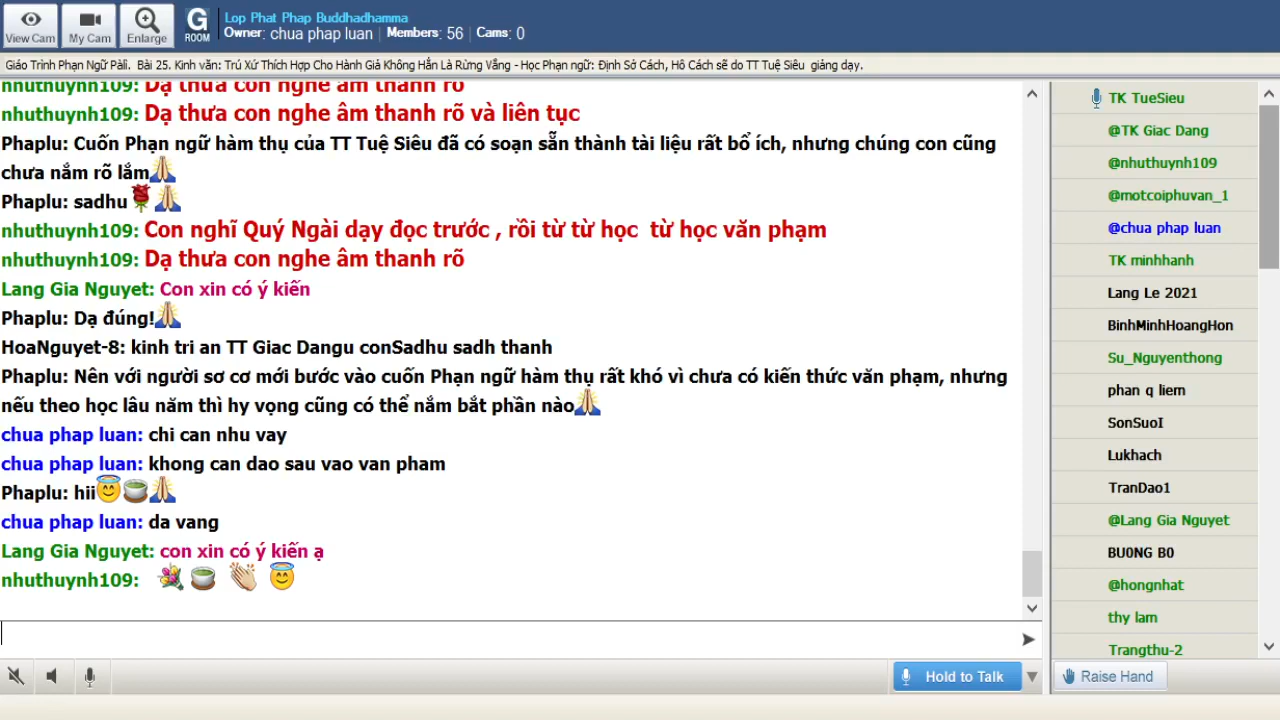 View Cam
My Cam
Enlarge
G
ROOM
Lop Phat Phap Buddhadhamma
Owner: chua phap luan | Members: 56 | Cams: 0
Giáo Trình Phạn Ngữ Pàli. Bài 25. Kinh văn: Trú Xứ Thích Hợp Cho Hành Giả Không Hẳn Là Rừng Vắng - Học Phạn ngữ: Định Sở Cách, Hô Cách sẽ do TT Tuệ Siêu giảng dạy.
nhuthuynh109: Dạ thưa con nghe âm thanh rõ
nhuthuynh109: Dạ thưa con nghe âm thanh rõ và liên tục
Phaplu: Cuốn Phạn ngữ hàm thụ của TT Tuệ Siêu đã có soạn sẵn thành tài liệu rất bổ ích, nhưng chúng con cũng
chưa nắm rõ lắm🙏
Phaplu: sadhu🌹🙏
nhuthuynh109: Con nghĩ Quý Ngài dạy đọc trước , rồi từ từ học từ học văn phạm
nhuthuynh109: Dạ thưa con nghe âm thanh rõ
Lang Gia Nguyet: Con xin có ý kiến
Phaplu: Dạ đúng!🙏
HoaNguyet-8: kinh tri an TT Giac Dangu conSadhu sadh thanh
Phaplu: Nên với người sơ cơ mới bước vào cuốn Phạn ngữ hàm thụ rất khó vì chưa có kiến thức văn phạm, nhưng
nếu theo học lâu năm thì hy vọng cũng có thể nắm bắt phần nào🙏
chua phap luan: chi can nhu vay
chua phap luan: khong can dao sau vao van pham
Phaplu: hii😇🍵🙏
chua phap luan: da vang
Lang Gia Nguyet: con xin có ý kiến ạ
nhuthuynh109: 💐🍵👏😇
Hold to Talk
TK TueSieu
@TK Giac Dang
@nhuthuynh109
@motcoiphuvan_1
@chua phap luan
TK minhhanh
Lang Le 2021
BinhMinhHoangHon
Su_Nguyenthong
phan q liem
SonSuoI
Lukhach
TranDao1
@Lang Gia Nguyet
BU0NG B0
@hongnhat
thy lam
Trangthu-2
Raise Hand